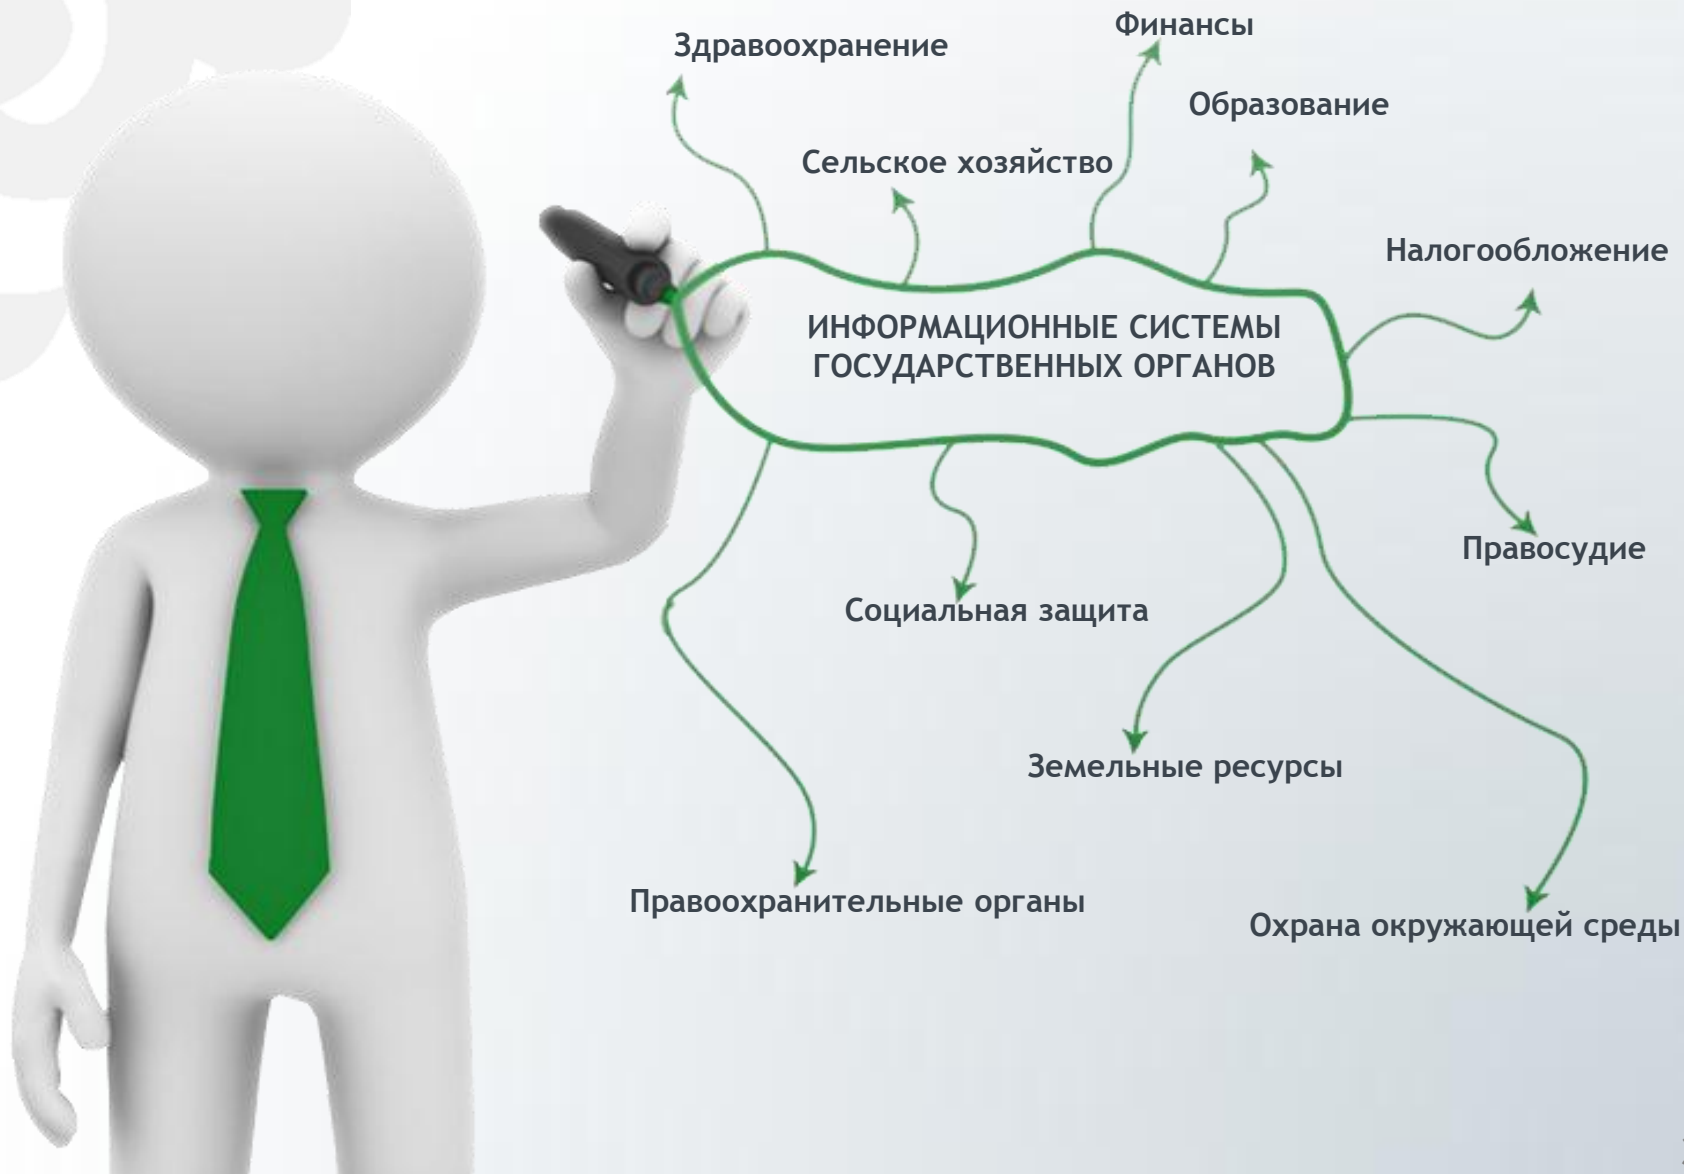 Здравоохранение
Финансы
Образование
Сельское хозяйство
Налогообложение
ИНФОРМАЦИОННЫЕ СИСТЕМЫ
ГОСУДАРСТВЕННЫХ ОРГАНОВ
Правосудие
Социальная защита
Земельные ресурсы
Правоохранительные органы
Охрана окружающей среды